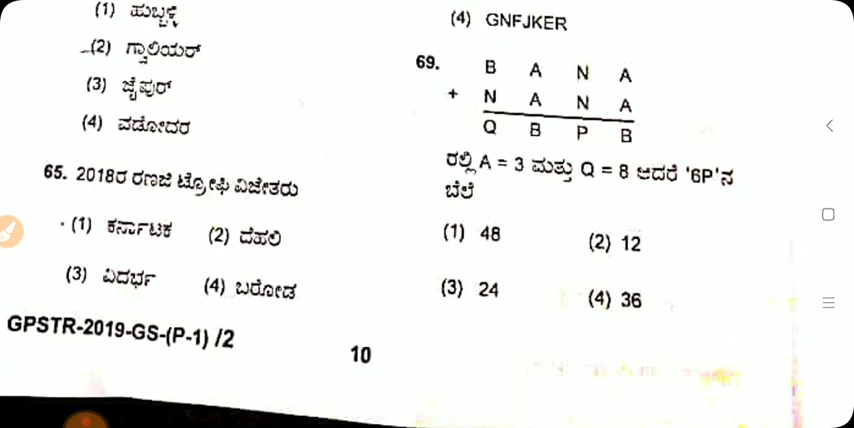 (1) ಹುಬ್ಬಳ್ಳಿ
(2) ಗ್ವಾಲಿಯರ್
(3) ಜೈಪುರ್
(4) ವಡೋದರ
65. 2018ರ ರಣಜಿ ಟ್ರೋಫಿ ವಿಜೇತರು
(1) ಕರ್ನಾಟಕ (2) ದೆಹಲಿ
(3) ವಿದರ್ಭ (4) ಬರೋಡ
GPSTR-2019-GS-(P-1) /2
10
(4) GNFJKER
69. B A N A
+ N A N A
Q B P B
ರಲ್ಲಿ A = 3 ಮತ್ತು Q = 8 ಆದರೆ '6P'ನ
ಬೆಲೆ
(1) 48 (2) 12
(3) 24 (4) 36